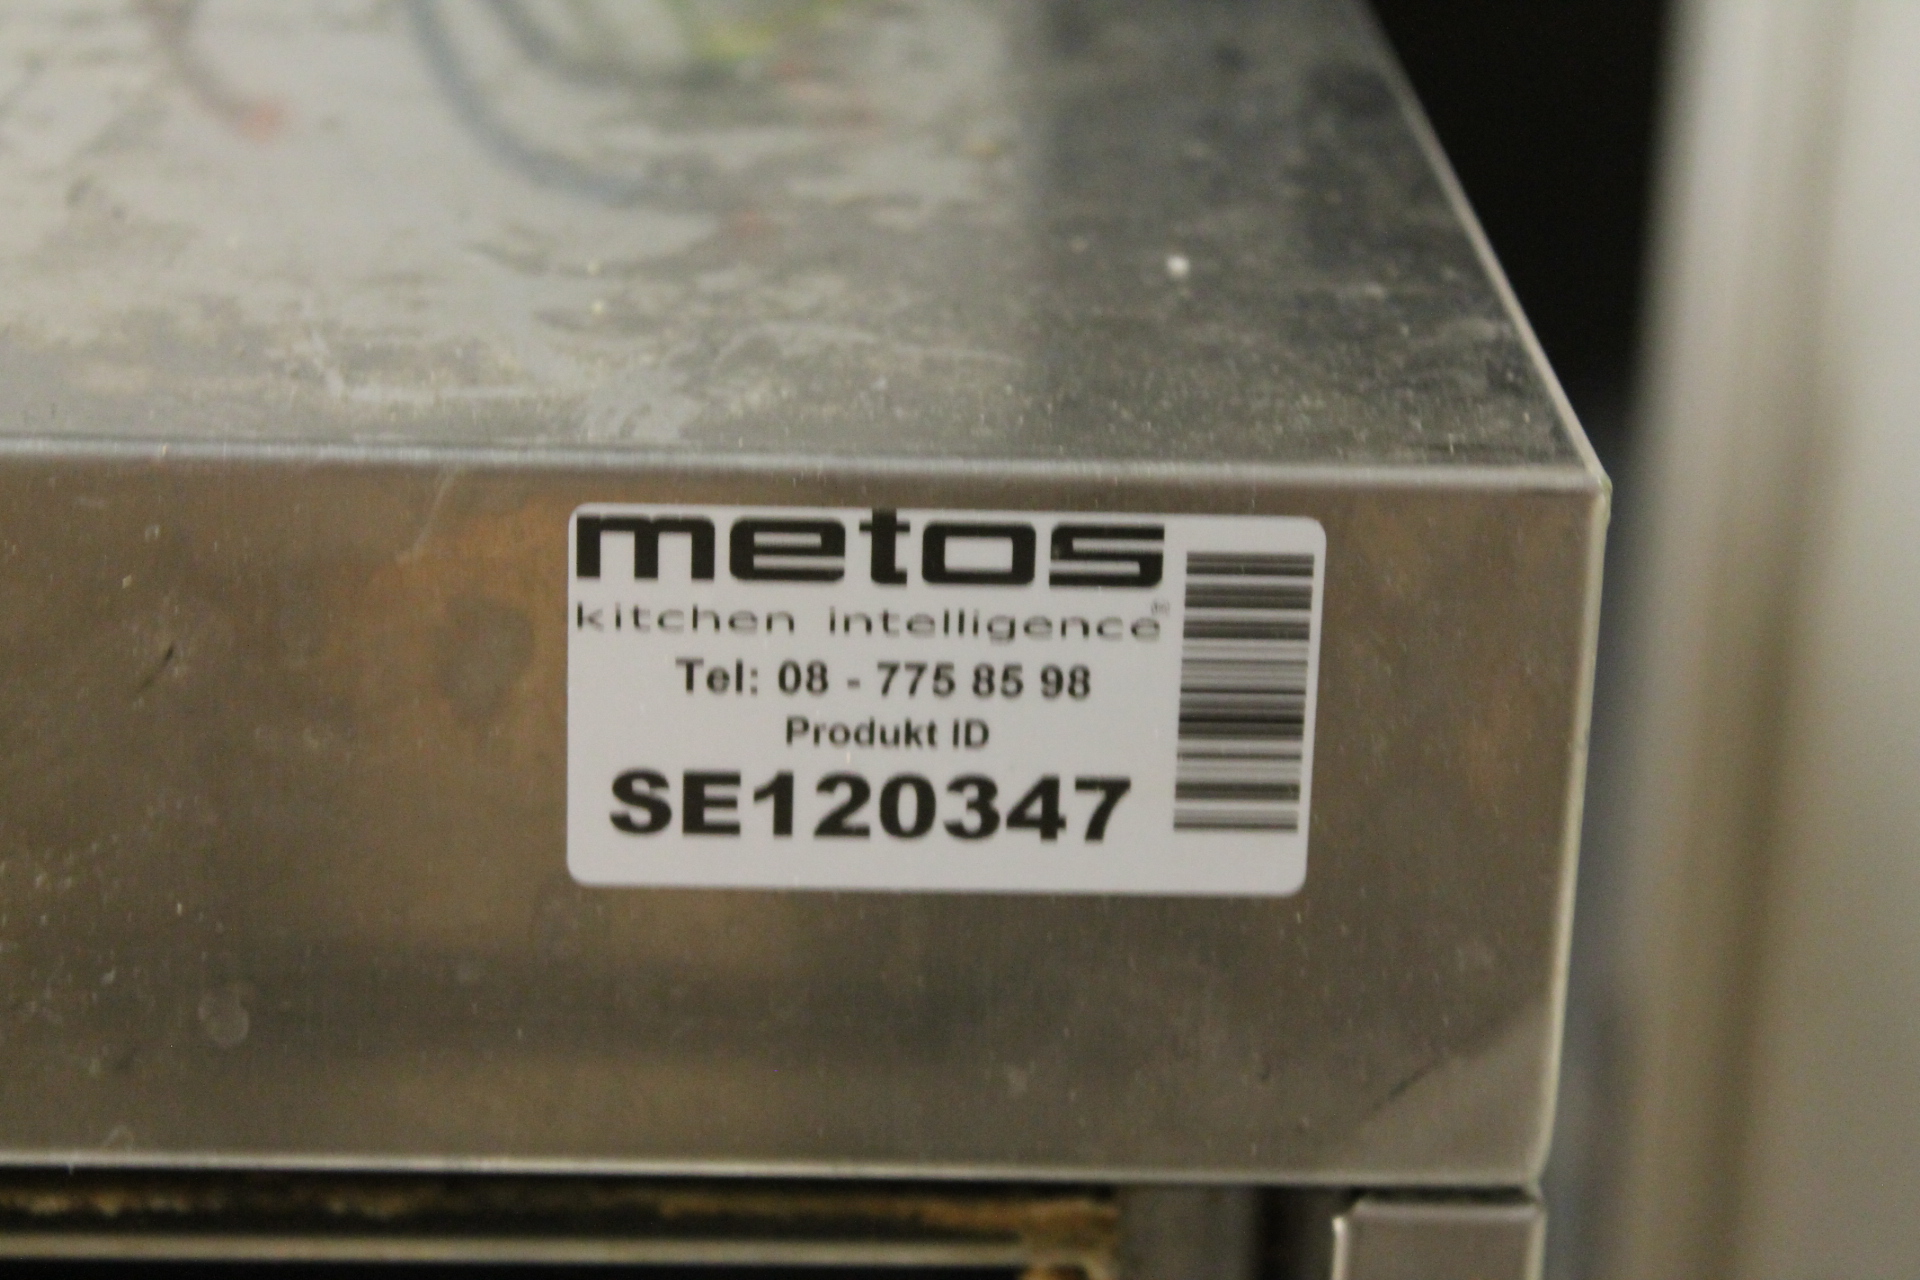 metos
kitchen intelligence
Tel: 08 - 775 85 98
Produkt ID
SE120347